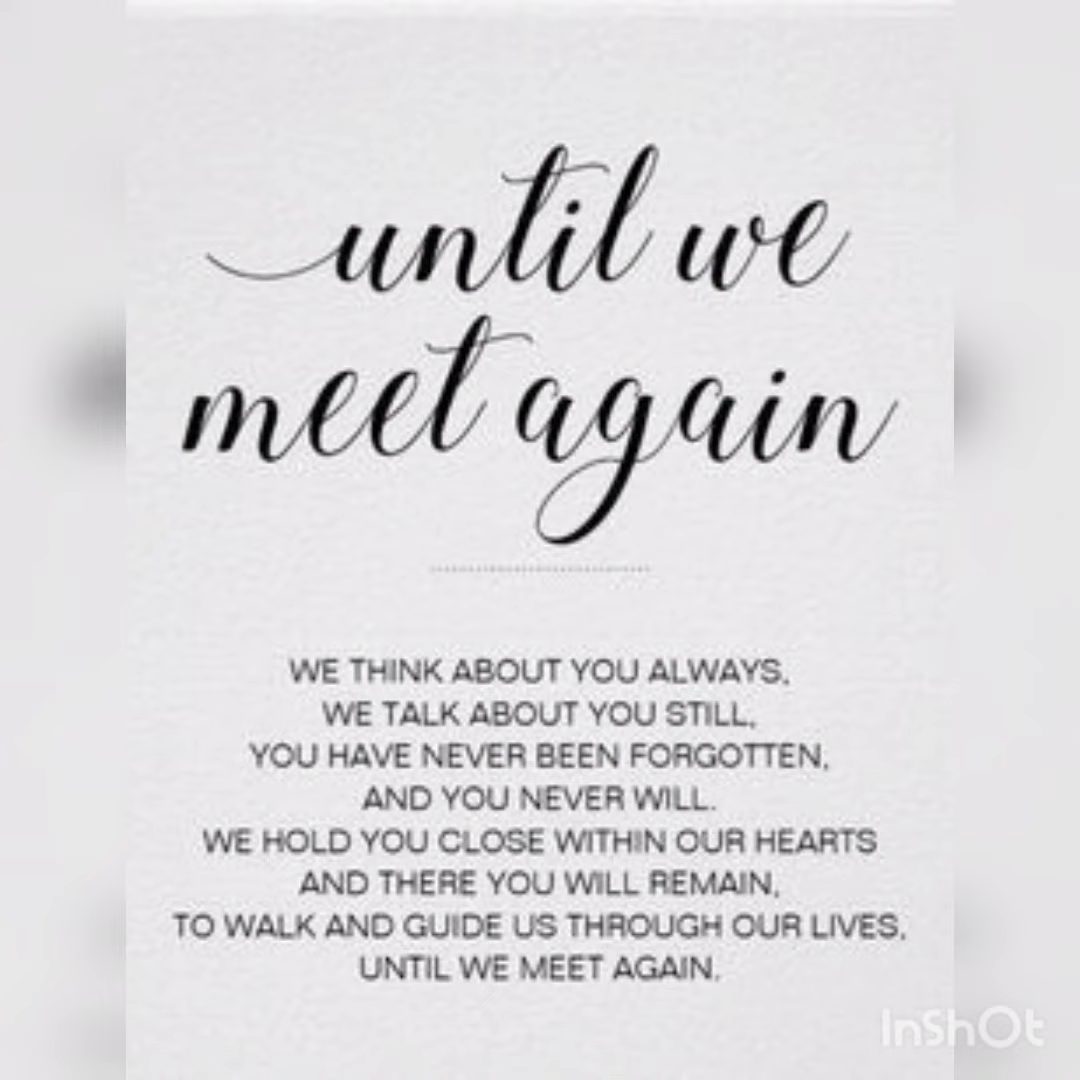 until we
meet again
WE THINK ABOUT YOU ALWAYS,
WE TALK ABOUT YOU STILL,
YOU HAVE NEVER BEEN FORGOTTEN,
AND YOU NEVER WILL.
WE HOLD YOU CLOSE WITHIN OUR HEARTS
AND THERE YOU WILL REMAIN,
TO WALK AND GUIDE US THROUGH OUR LIVES,
UNTIL WE MEET AGAIN.
InShOt